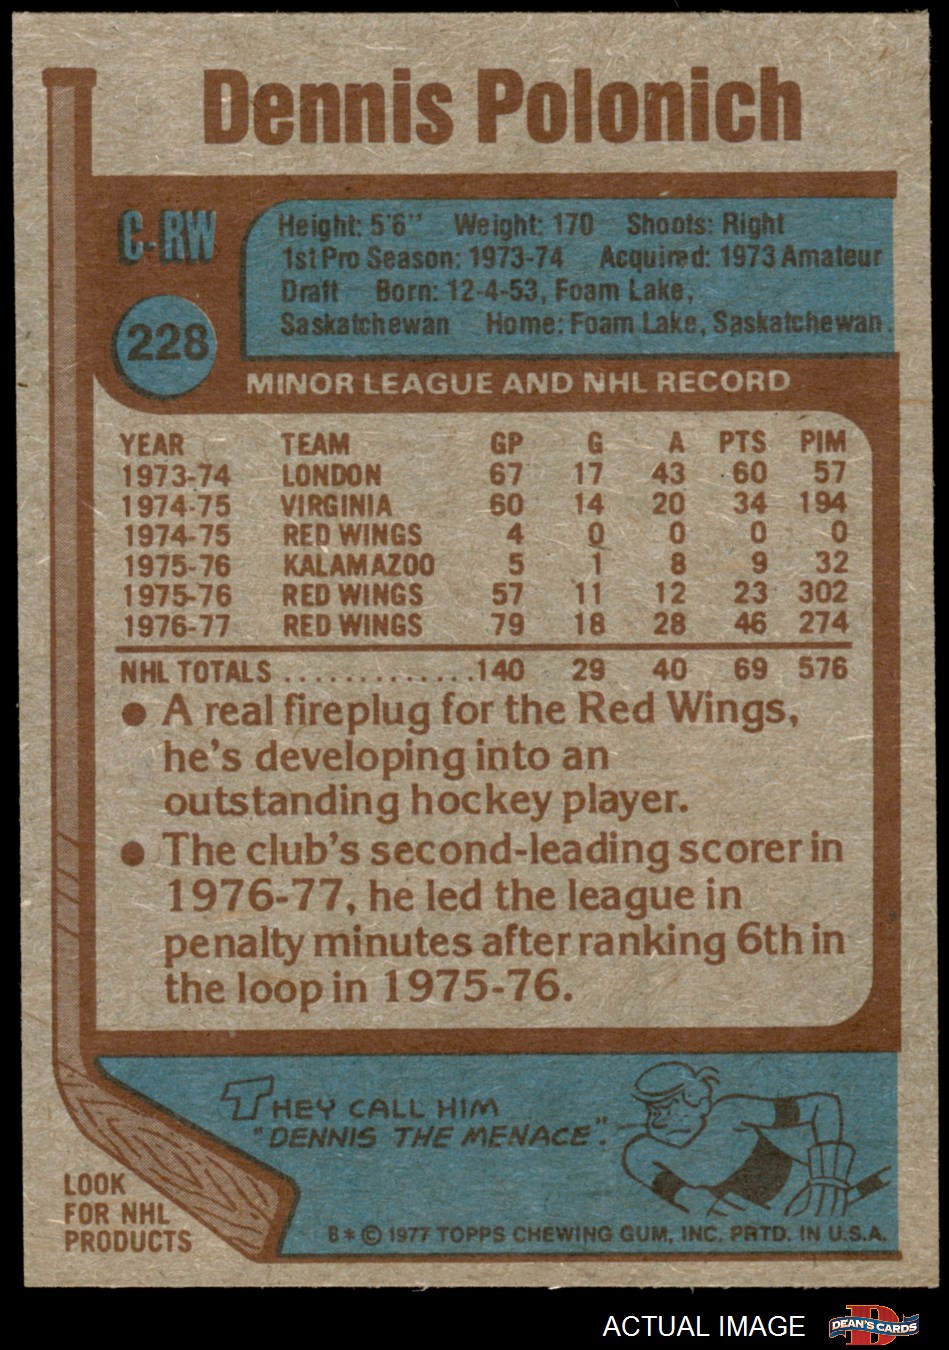 Dennis Polonich
C-RW
228
Height: 5'6" Weight: 170 Shoots: Right
1st Pro Season: 1973-74 Acquired: 1973 Amateur
Draft Born: 12-4-53, Foam Lake,
Saskatchewan Home: Foam Lake, Saskatchewan.
MINOR LEAGUE AND NHL RECORD
YEAR TEAM GP G A PTS PIM
1973-74 LONDON 67 17 43 60 57
1974-75 VIRGINIA 60 14 20 34 194
1974-75 RED WINGS 4 0 0 0 0
1975-76 KALAMAZOO 5 1 8 9 32
1975-76 RED WINGS 57 11 12 23 302
1976-77 RED WINGS 79 18 28 46 274
NHL TOTALS .............140 29 40 69 576
● A real fireplug for the Red Wings,
he's developing into an
outstanding hockey player.
● The club's second-leading scorer in
1976-77, he led the league in
penalty minutes after ranking 6th in
the loop in 1975-76.
THEY CALL HIM
"DENNIS THE MENACE".
LOOK
FOR NHL
PRODUCTS
B* © 1977 TOPPS CHEWING GUM, INC. PRTD. IN U.S.A.
ACTUAL IMAGE
D
DEAN'S CARDS